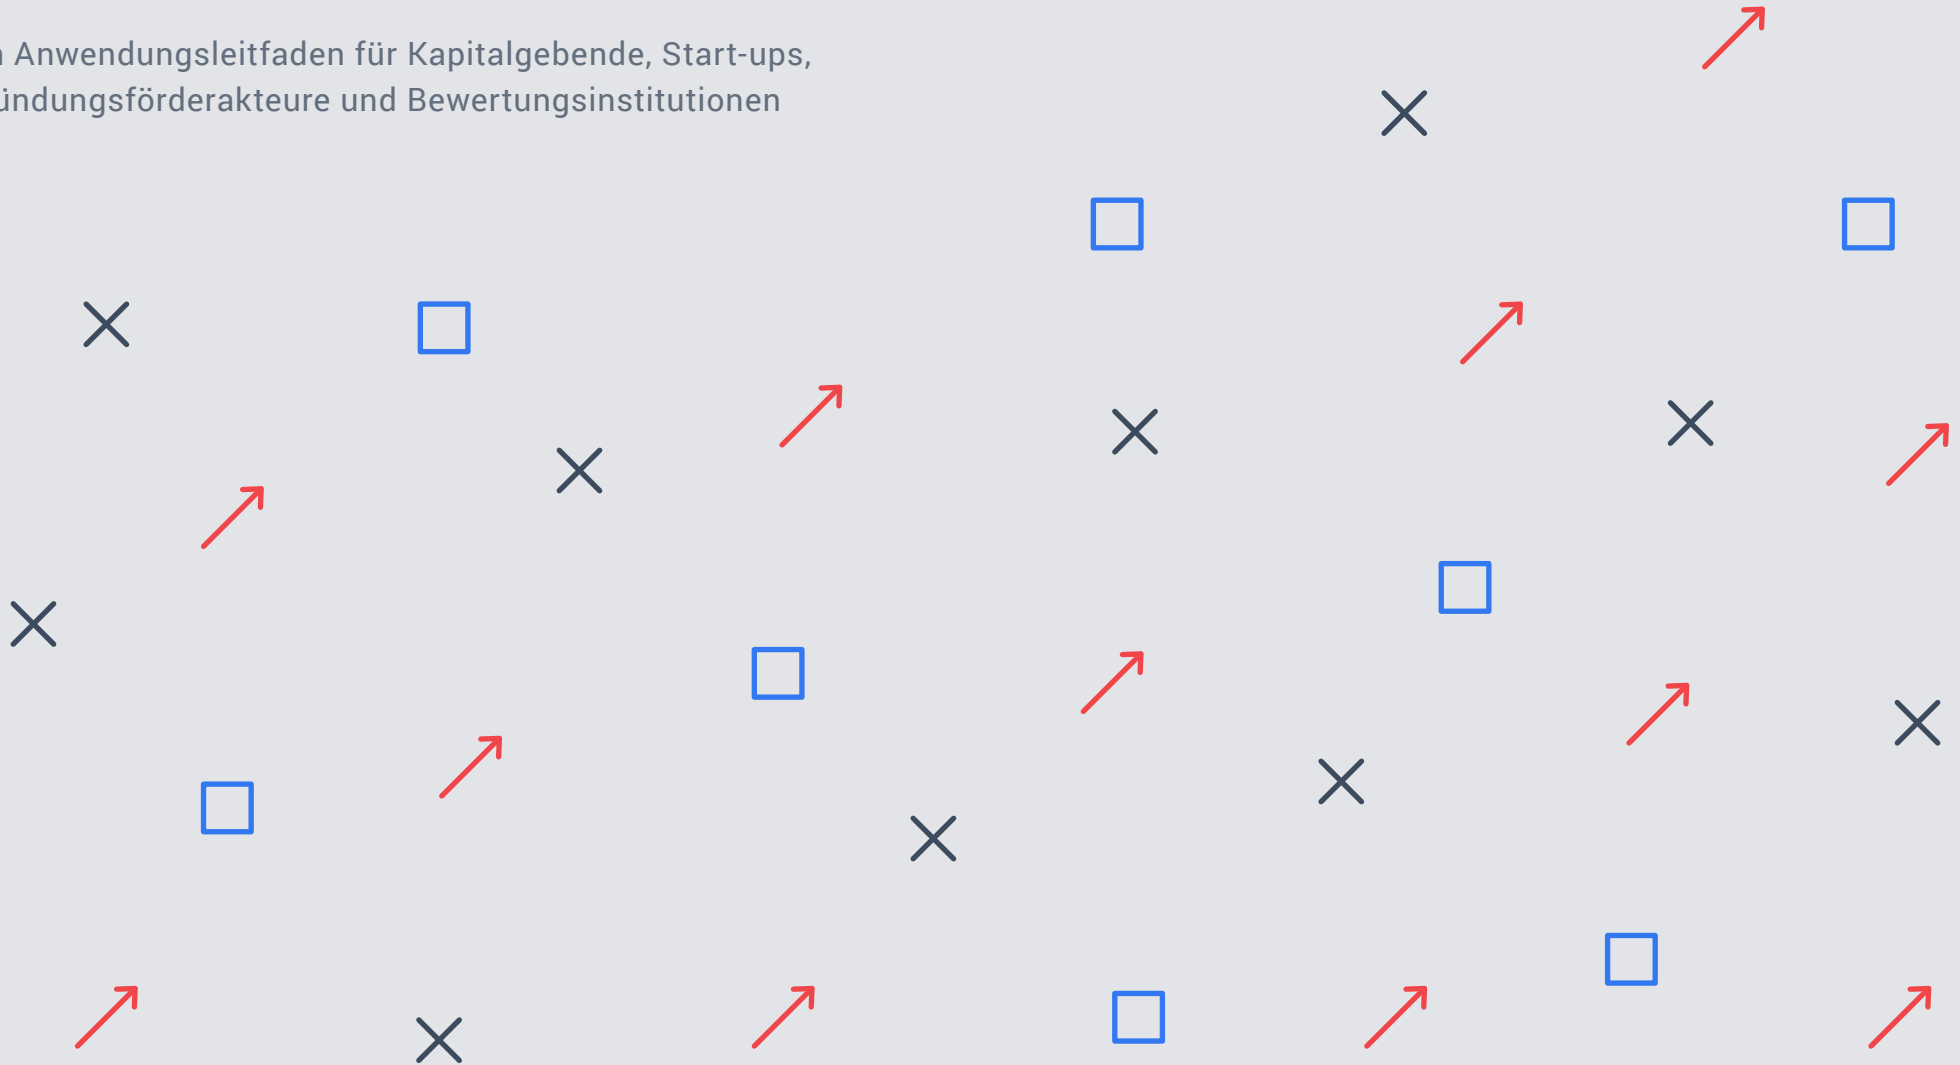 Anwendungsleitfaden für Kapitalgebende, Start-ups,
ündungsförderakteure und Bewertungsinstitutionen